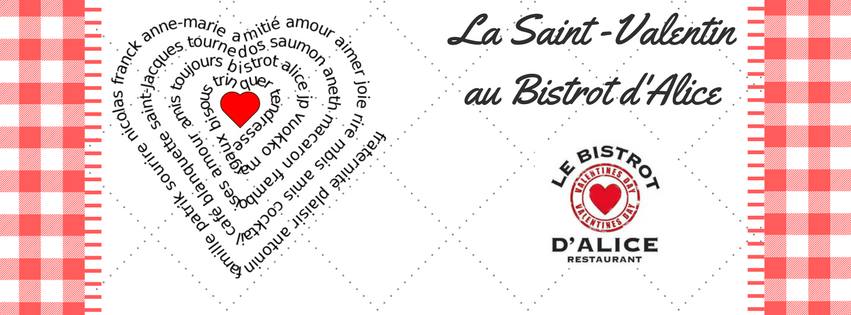 La Saint-Valentin
au Bistrot d'Alice
fraternité plaisir antonin famille patrik sourire nicolas franck anne-marie amitié amour aimer joie rire mbis amis cocktail café blanquette saint-jacques tournedos saumon aneth macaron framboises amour amis toujours bistrot alice jp vuokko bisous trinquer tendresse
LE BISTROT
VALENTINES DAY
VALENTINES DAY
D'ALICE
RESTAURANT